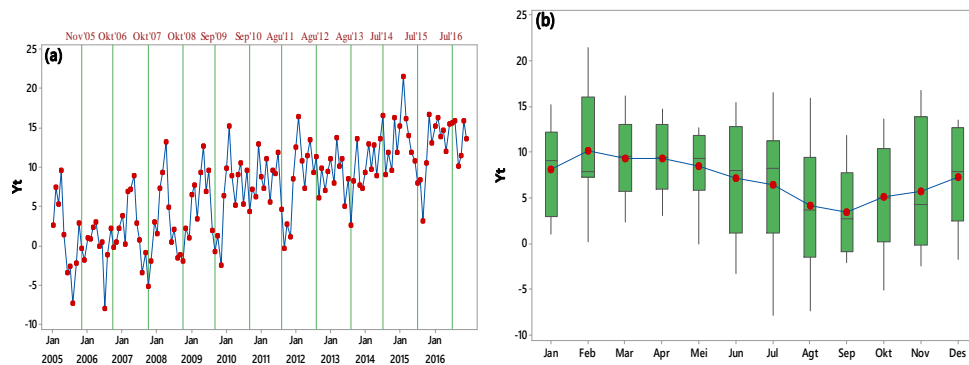 Nov'05 Okt'06 Okt'07 Okt'08 Sep'09 Sep'10 Agu'11 Agu'12 Agu'13 Jul'14 Jul'15 Jul'16
(a)
25
20
15
10
5
0
-5
-10
Yt
Jan Jan Jan Jan Jan Jan Jan Jan Jan Jan Jan Jan
2005 2006 2007 2008 2009 2010 2011 2012 2013 2014 2015 2016
(b)
25
20
15
10
5
0
-5
-10
Yt
Jan Feb Mar Apr Mei Jun Jul Agt Sep Okt Nov Des